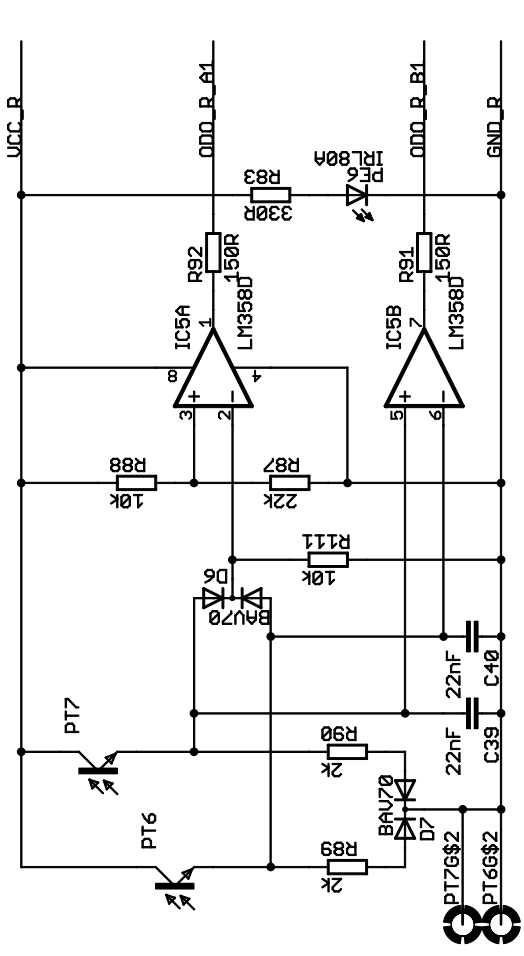 VCC_R
ODO_R_A1
ODO_R_B1
GND_R
R83
330R
PE6
IRL80A
R92
150R
R91
150R
IC5A
LM358D
1
8
4
3
2
+
−
IC5B
LM358D
7
5
6
+
−
R88
10k
R87
22k
R111
10k
D6
BAV70
22nF
C40
22nF
C39
PT7
PT6
R90
2k
R89
2k
BAV70
D7
PT7G$2
PT6G$2